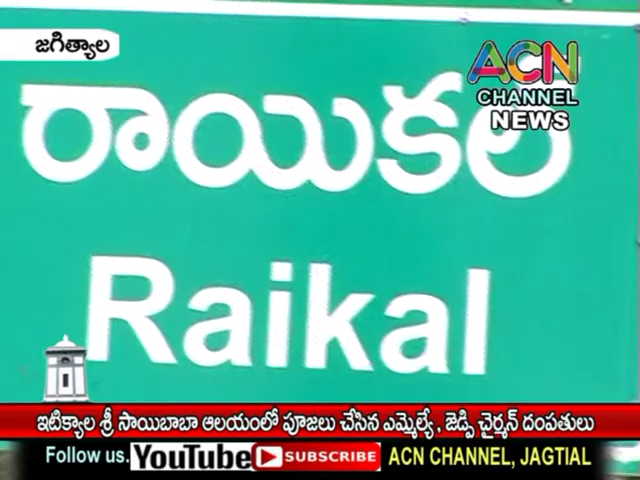 జగిత్యాల
ACN
CHANNEL
NEWS
రాయికల్
Raikal
ఇటిక్యాల శ్రీ సాయిబాబా ఆలయంలో పూజలు చేసిన ఎమ్మెల్యే, జెడ్పి చైర్మన్ దంపతులు
Follow us. YouTube SUBSCRIBE ACN CHANNEL, JAGTIAL